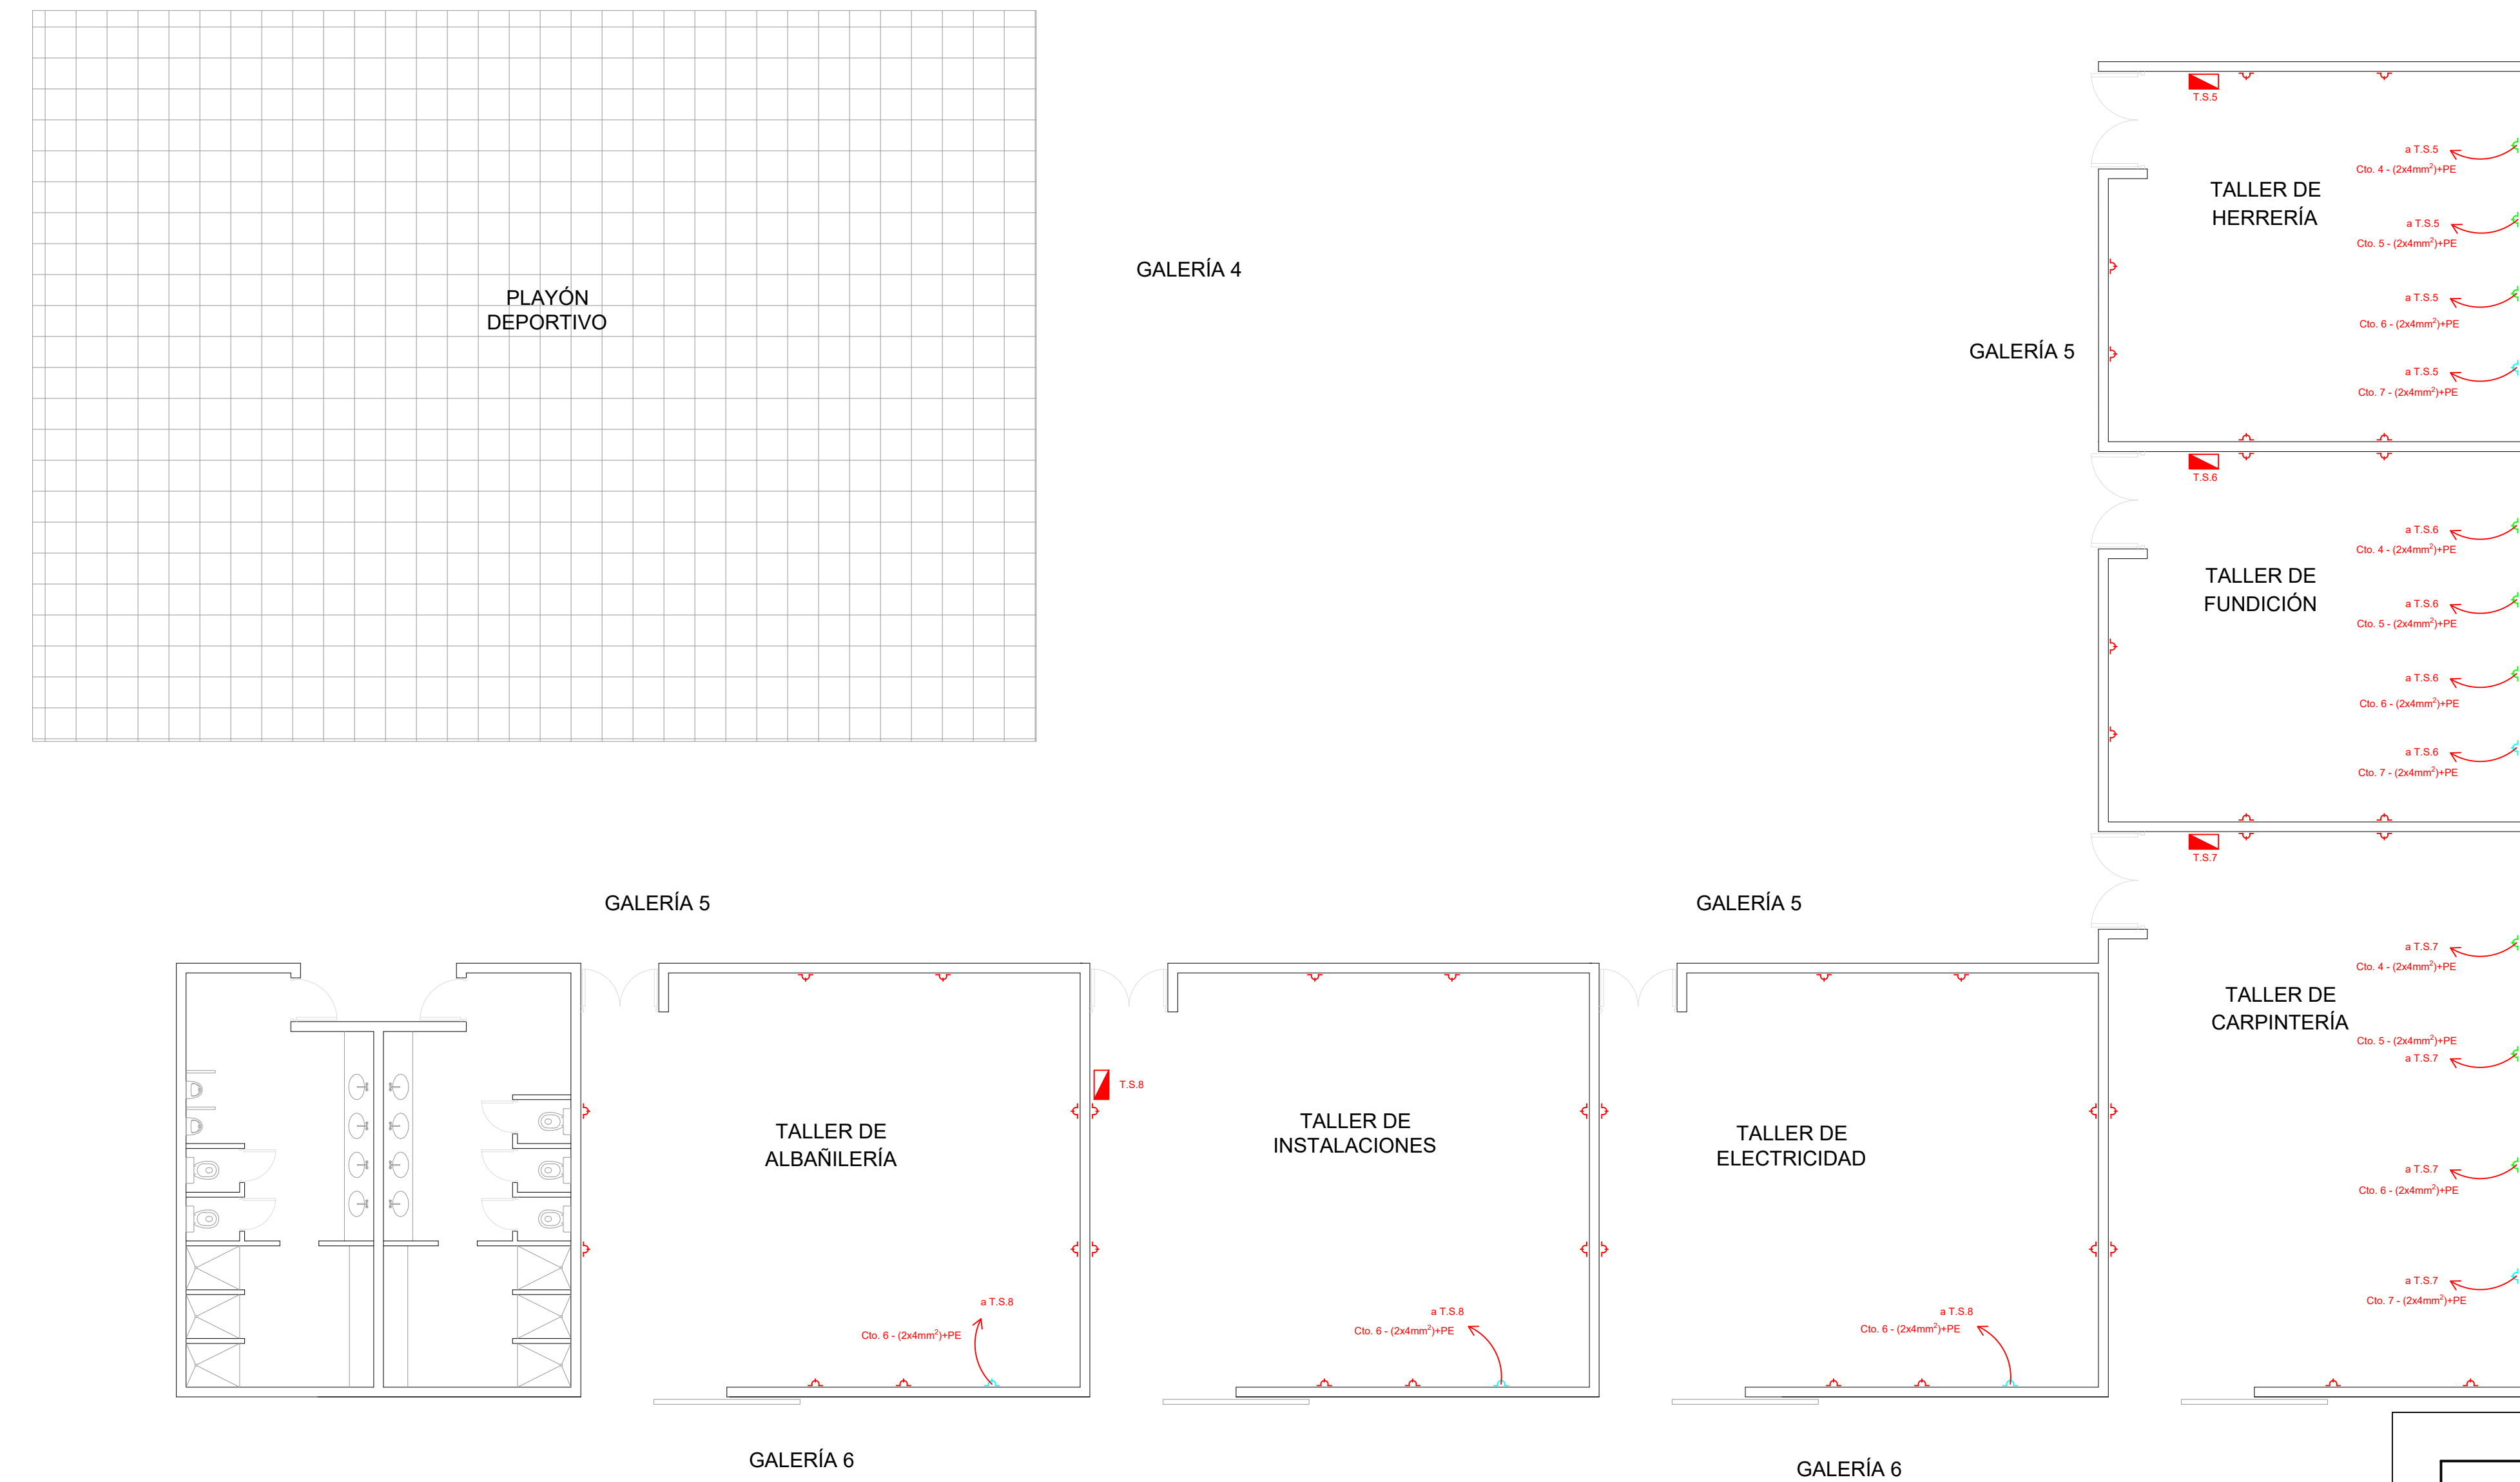 PLAYÓN
DEPORTIVO
GALERÍA 4
GALERÍA 5
T.S.5
TALLER DE
HERRERÍA
a T.S.5
Cto. 4 - (2x4mm²)+PE
a T.S.5
Cto. 5 - (2x4mm²)+PE
a T.S.5
Cto. 6 - (2x4mm²)+PE
a T.S.5
Cto. 7 - (2x4mm²)+PE
T.S.6
TALLER DE
FUNDICIÓN
a T.S.6
Cto. 4 - (2x4mm²)+PE
a T.S.6
Cto. 5 - (2x4mm²)+PE
a T.S.6
Cto. 6 - (2x4mm²)+PE
a T.S.6
Cto. 7 - (2x4mm²)+PE
T.S.7
TALLER DE
CARPINTERÍA
a T.S.7
Cto. 4 - (2x4mm²)+PE
Cto. 5 - (2x4mm²)+PE
a T.S.7
a T.S.7
Cto. 6 - (2x4mm²)+PE
a T.S.7
Cto. 7 - (2x4mm²)+PE
GALERÍA 5
GALERÍA 5
TALLER DE
ALBAÑILERÍA
a T.S.8
Cto. 6 - (2x4mm²)+PE
T.S.8
TALLER DE
INSTALACIONES
a T.S.8
Cto. 6 - (2x4mm²)+PE
TALLER DE
ELECTRICIDAD
a T.S.8
Cto. 6 - (2x4mm²)+PE
GALERÍA 6
GALERÍA 6